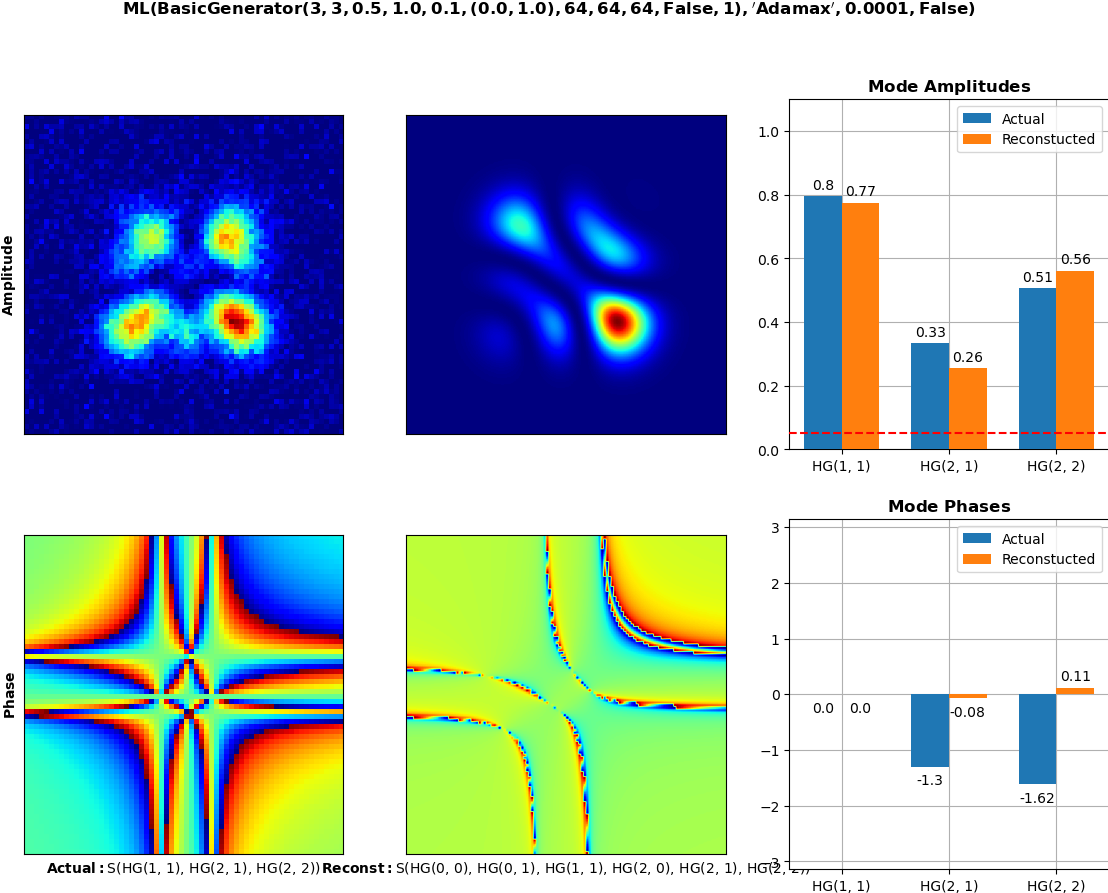 ML(BasicGenerator(3, 3, 0.5, 1.0, 0.1, (0.0, 1.0), 64, 64, 64, False, 1), 'Adamax', 0.0001, False)
Mode Amplitudes
Actual
Reconstucted
1.0
0.8
0.6
0.4
0.2
0.0
0.8
0.77
0.33
0.26
0.51
0.56
HG(1, 1)
HG(2, 1)
HG(2, 2)
Amplitude
Mode Phases
Actual
Reconstucted
3
2
1
0
−1
−2
−3
0.0
0.0
-1.3
-0.08
-1.62
0.11
HG(1, 1)
HG(2, 1)
HG(2, 2)
Phase
Actual: S(HG(1, 1), HG(2, 1), HG(2, 2))
Reconst: S(HG(0, 0), HG(0, 1), HG(1, 1), HG(2, 0), HG(2, 1), HG(2, 2))